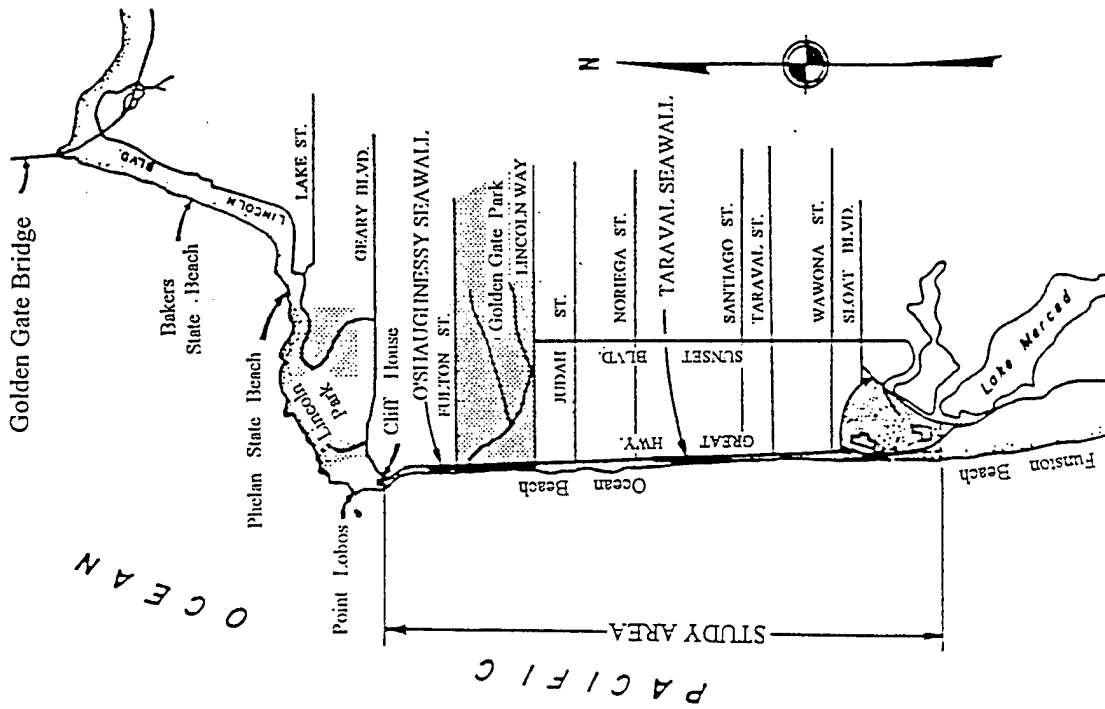 Golden Gate Bridge
Bakers
State Beach
Phelan State Beach
Point Lobos
LINCOLN
BLVD.
LAKE ST.
GEARY BLVD.
Lincoln
Park
Cliff House
O'SHAUGHNESSY SEAWALL
FULTON ST.
Golden Gate Park
LINCOLN WAY
JUDAH ST.
NORIEGA ST.
TARAVAL SEAWALL
SANTIAGO ST.
TARAVAL ST.
WAWONA ST.
SLOAT BLVD.
SUNSET BLVD.
GREAT HWY.
Ocean
Beach
Lake Merced
Funston
Beach
STUDY AREA
PACIFIC
OCEAN
N